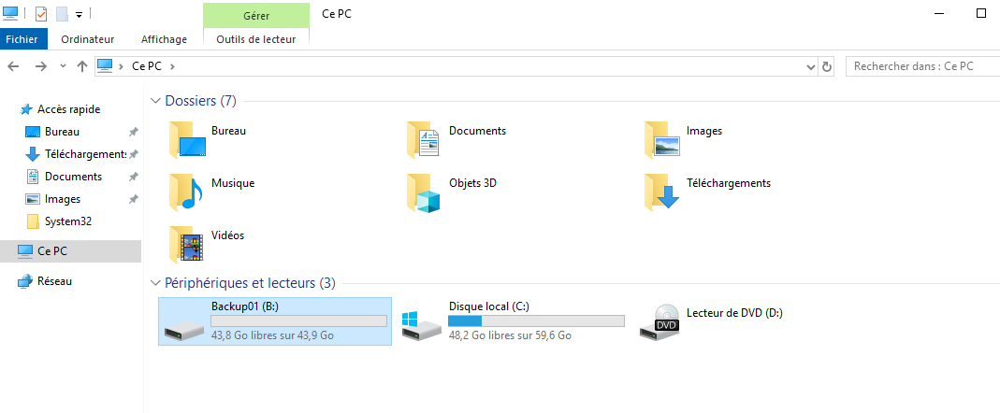 Gérer
Ce PC
Fichier
Ordinateur
Affichage
Outils de lecteur
Ce PC
Rechercher dans : Ce PC
Accès rapide
Bureau
Téléchargements
Documents
Images
System32
Ce PC
Réseau
Dossiers (7)
Bureau
Documents
Images
Musique
Objets 3D
Téléchargements
Vidéos
Périphériques et lecteurs (3)
Backup01 (B:)
43,8 Go libres sur 43,9 Go
Disque local (C:)
48,2 Go libres sur 59,6 Go
DVD
Lecteur de DVD (D:)